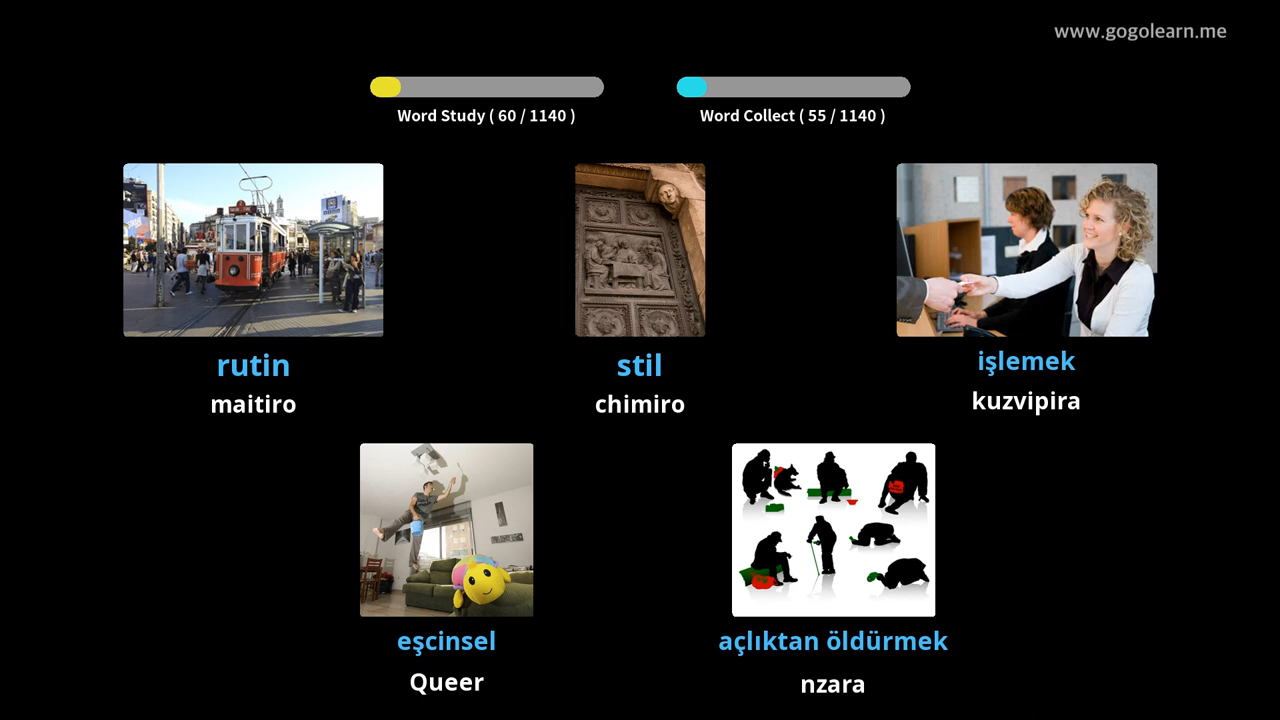 www.gogolearn.me
Word Study ( 60 / 1140 )
Word Collect ( 55 / 1140 )
rutin
maitiro
stil
chimiro
işlemek
kuzvipira
eşcinsel
Queer
açlıktan öldürmek
nzara